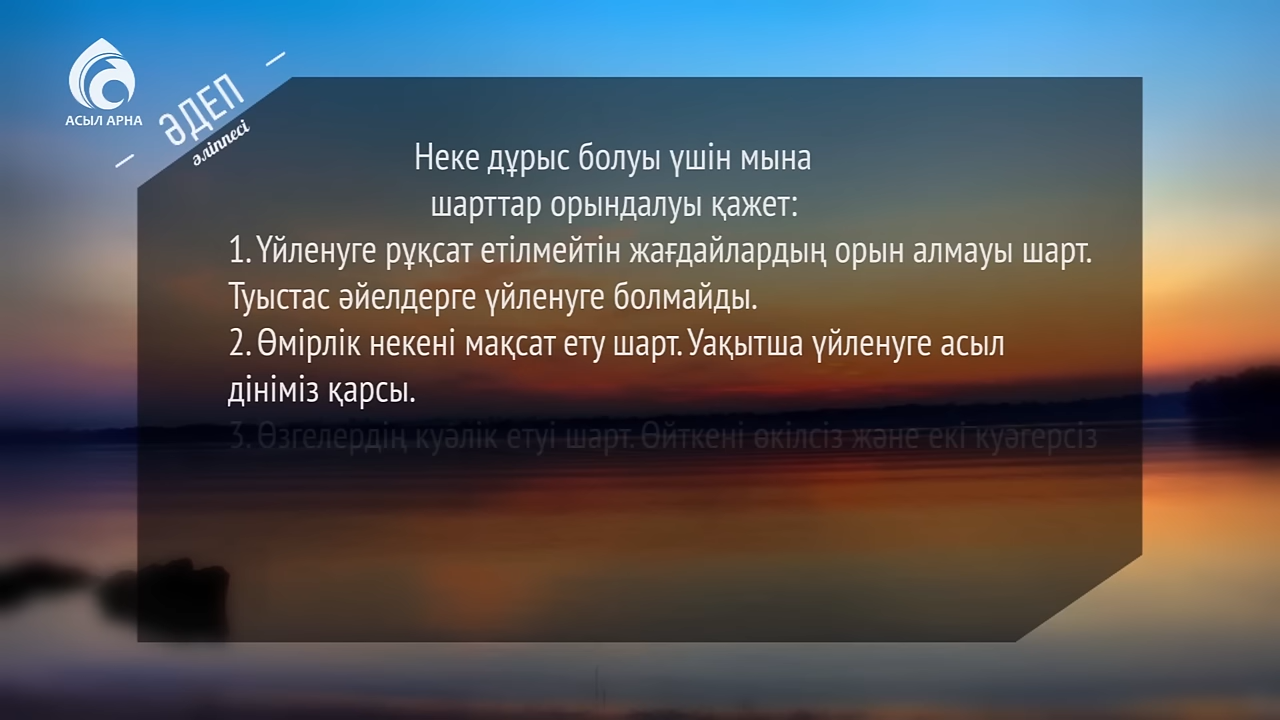 АСЫЛ АРНА
ӘДЕП
әліппесі
Неке дұрыс болуы үшін мына
шарттар орындалуы қажет:
1. Үйленуге рұқсат етілмейтін жағдайлардың орын алмауы шарт.
Туыстас әйелдерге үйленуге болмайды.
2. Өмірлік некені мақсат ету шарт. Уақытша үйленуге асыл
дініміз қарсы.
3. Өзгелердің куәлік етуі шарт. Өйткені өкілсіз және екі куәгерсіз